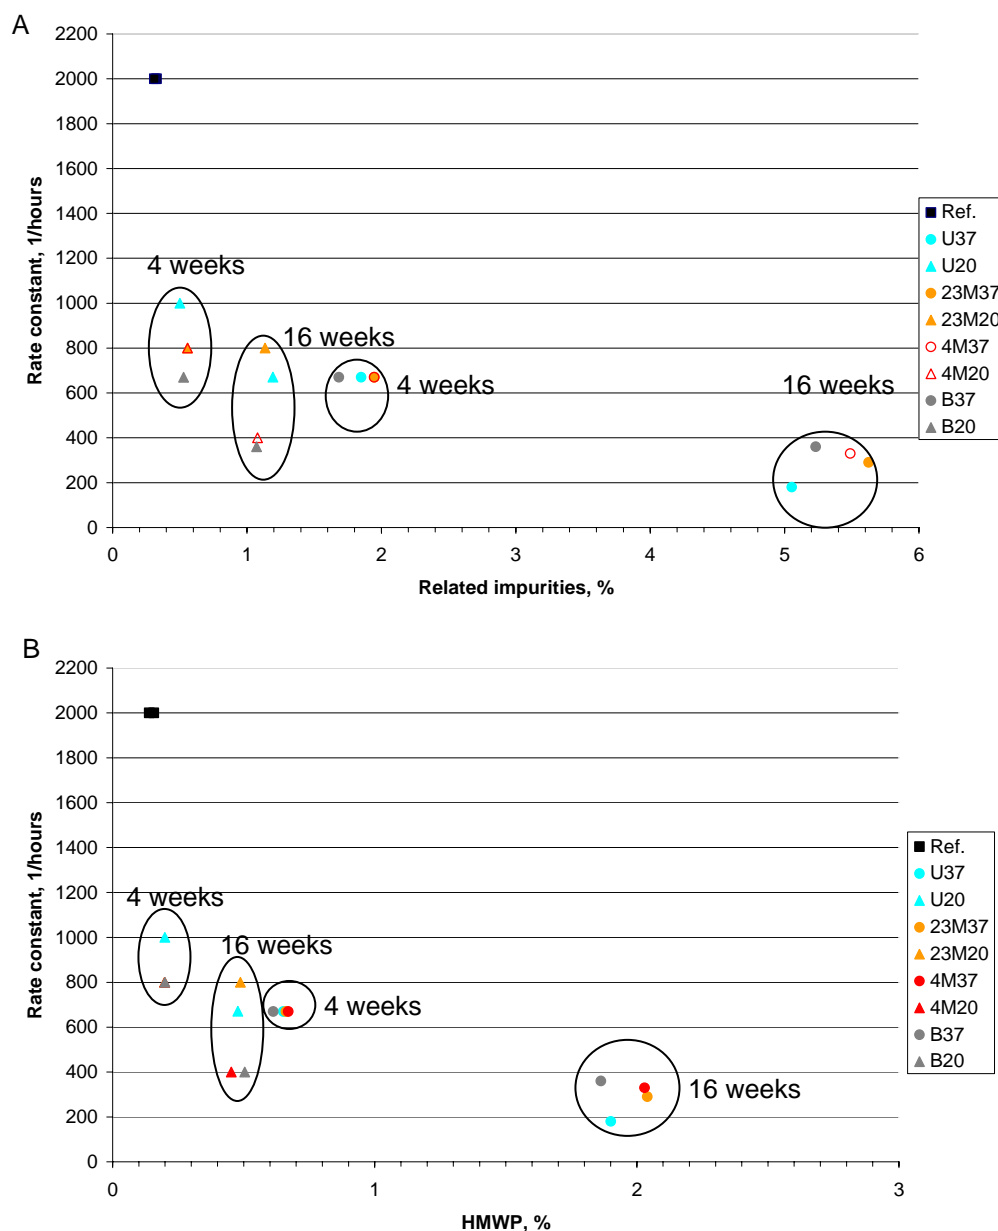 A
2200
2000
1800
1600
1400
1200
1000
800
600
400
200
0
Rate constant, 1/hours
4 weeks
16 weeks
4 weeks
16 weeks
0 1 2 3 4 5 6
Related impurities, %
Ref.
U37
U20
23M37
23M20
4M37
4M20
B37
B20
B
2200
2000
1800
1600
1400
1200
1000
800
600
400
200
0
Rate constant, 1/hours
4 weeks
16 weeks
4 weeks
16 weeks
0 1 2 3
HMWP, %
Ref.
U37
U20
23M37
23M20
4M37
4M20
B37
B20